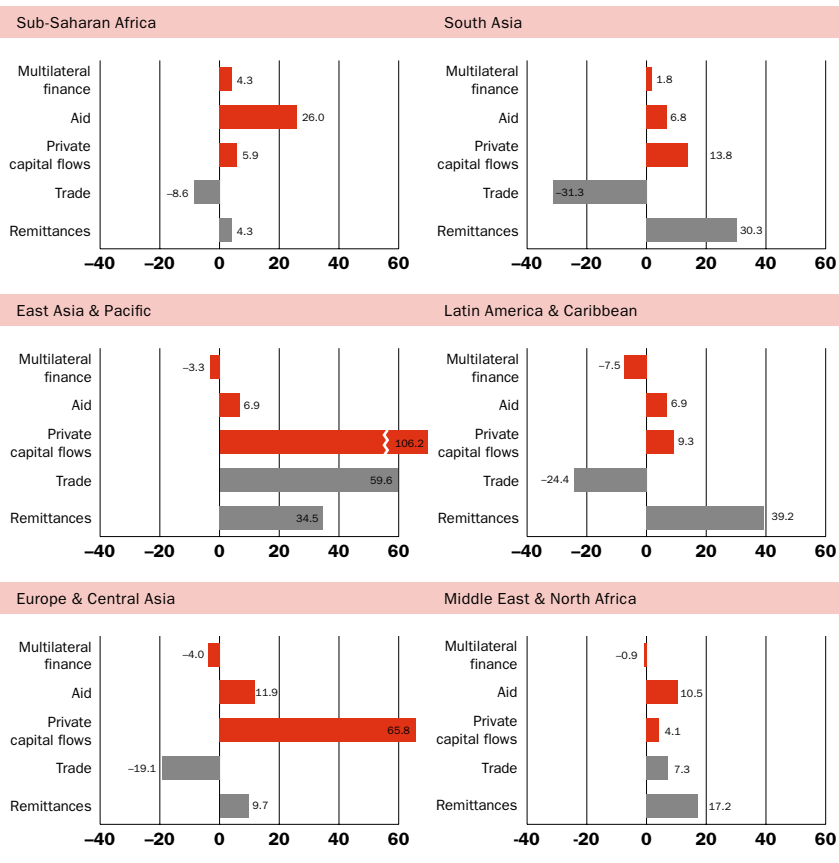 Sub-Saharan Africa
Multilateral
finance
4.3
Aid
26.0
Private
capital flows
5.9
Trade
–8.6
Remittances
4.3
–40 –20 0 20 40 60
South Asia
Multilateral
finance
1.8
Aid
6.8
Private
capital flows
13.8
Trade
–31.3
Remittances
30.3
–40 –20 0 20 40 60
East Asia & Pacific
Multilateral
finance
–3.3
Aid
6.9
Private
capital flows
106.2
Trade
59.6
Remittances
34.5
–40 –20 0 20 40 60
Latin America & Caribbean
Multilateral
finance
–7.5
Aid
6.9
Private
capital flows
9.3
Trade
–24.4
Remittances
39.2
–40 –20 0 20 40 60
Europe & Central Asia
Multilateral
finance
–4.0
Aid
11.9
Private
capital flows
65.8
Trade
–19.1
Remittances
9.7
–40 –20 0 20 40 60
Middle East & North Africa
Multilateral
finance
–0.9
Aid
10.5
Private
capital flows
4.1
Trade
7.3
Remittances
17.2
-40 –20 0 20 40 60